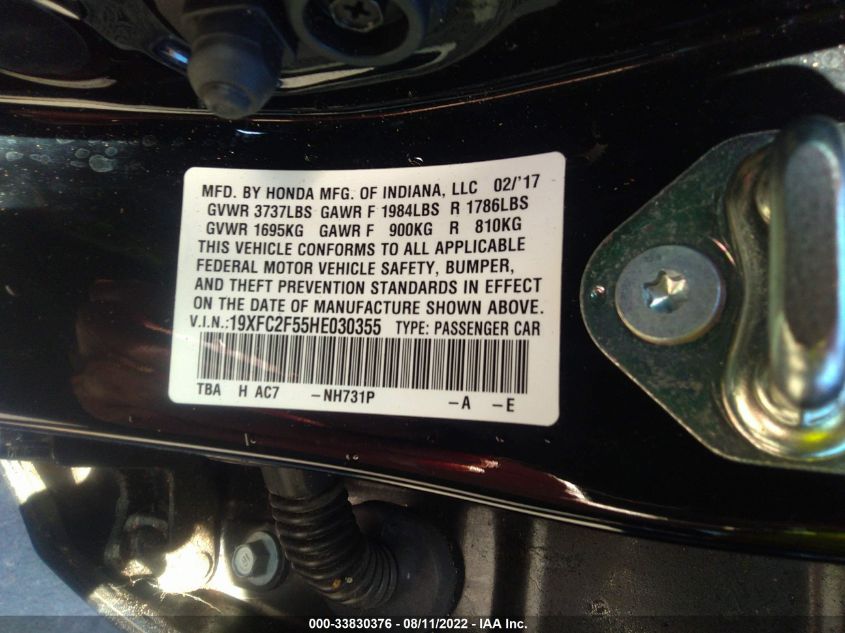 MFD. BY HONDA MFG. OF INDIANA, LLC 02/'17
GVWR 3737LBS GAWR F 1984LBS R 1786LBS
GVWR 1695KG GAWR F 900KG R 810KG
THIS VEHICLE CONFORMS TO ALL APPLICABLE
FEDERAL MOTOR VEHICLE SAFETY, BUMPER,
AND THEFT PREVENTION STANDARDS IN EFFECT
ON THE DATE OF MANUFACTURE SHOWN ABOVE.
V.I.N.:19XFC2F55HE030355 TYPE: PASSENGER CAR
TBA H AC7 -NH731P -A -E
000-33830376 - 08/11/2022 - IAA Inc.